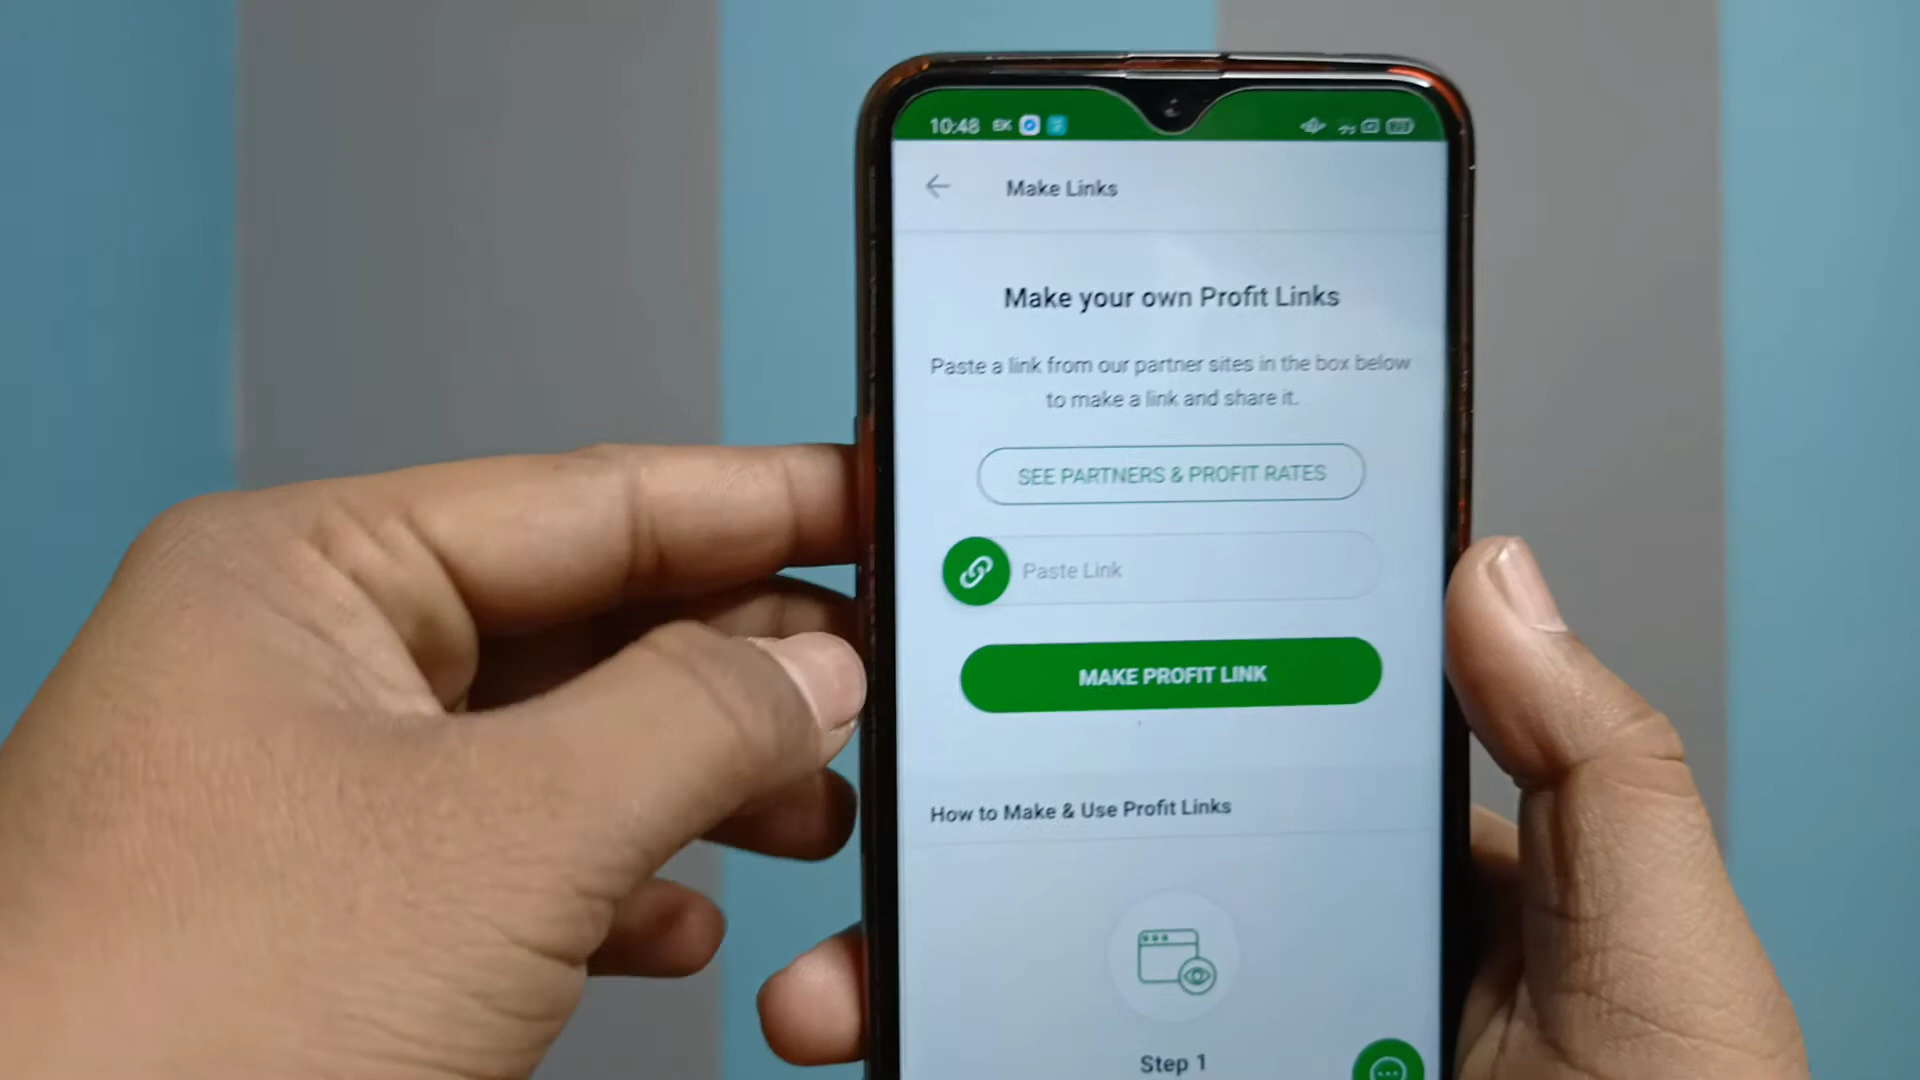 10:48 EK
Make Links
Make your own Profit Links
Paste a link from our partner sites in the box below
to make a link and share it.
SEE PARTNERS & PROFIT RATES
Paste Link
MAKE PROFIT LINK
How to Make & Use Profit Links
Step 1